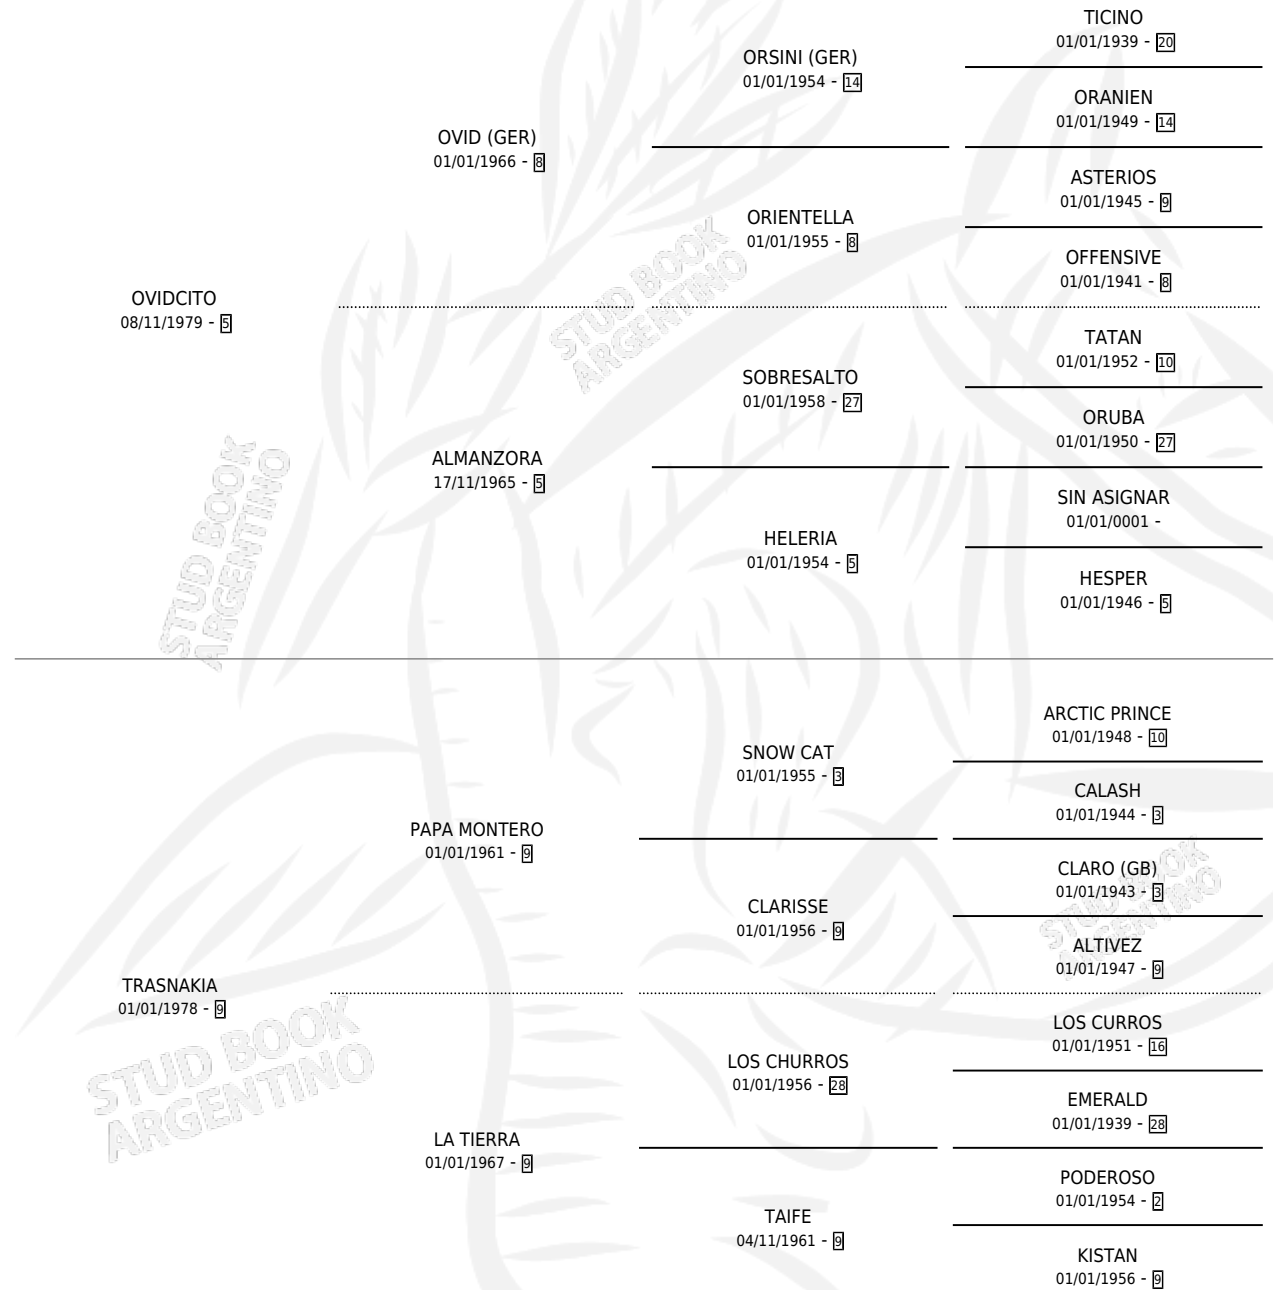 TICINO
01/01/1939 - 20
ORSINI (GER)
01/01/1954 - 14
ORANIEN
01/01/1949 - 14
OVID (GER)
01/01/1966 - 8
ASTERIOS
01/01/1945 - 9
ORIENTELLA
01/01/1955 - 8
OFFENSIVE
01/01/1941 - 8
OVIDCITO
08/11/1979 - 5
TATAN
01/01/1952 - 10
SOBRESALTO
01/01/1958 - 27
ORUBA
01/01/1950 - 27
ALMANZORA
17/11/1965 - 5
SIN ASIGNAR
01/01/0001 -
HELERIA
01/01/1954 - 5
HESPER
01/01/1946 - 5
ARCTIC PRINCE
01/01/1948 - 10
SNOW CAT
01/01/1955 - 3
CALASH
01/01/1944 - 3
PAPA MONTERO
01/01/1961 - 9
CLARO (GB)
01/01/1943 - 3
CLARISSE
01/01/1956 - 9
ALTIVEZ
01/01/1947 - 9
TRASNAKIA
01/01/1978 - 9
LOS CURROS
01/01/1951 - 16
LOS CHURROS
01/01/1956 - 28
EMERALD
01/01/1939 - 28
LA TIERRA
01/01/1967 - 9
PODEROSO
01/01/1954 - 2
TAIFE
04/11/1961 - 9
KISTAN
01/01/1956 - 9
STUD BOOK
ARGENTINO
STUD BOOK
ARGENTINO
STUD BOOK
ARGENTINO
STUD BOOK
ARGENTINO